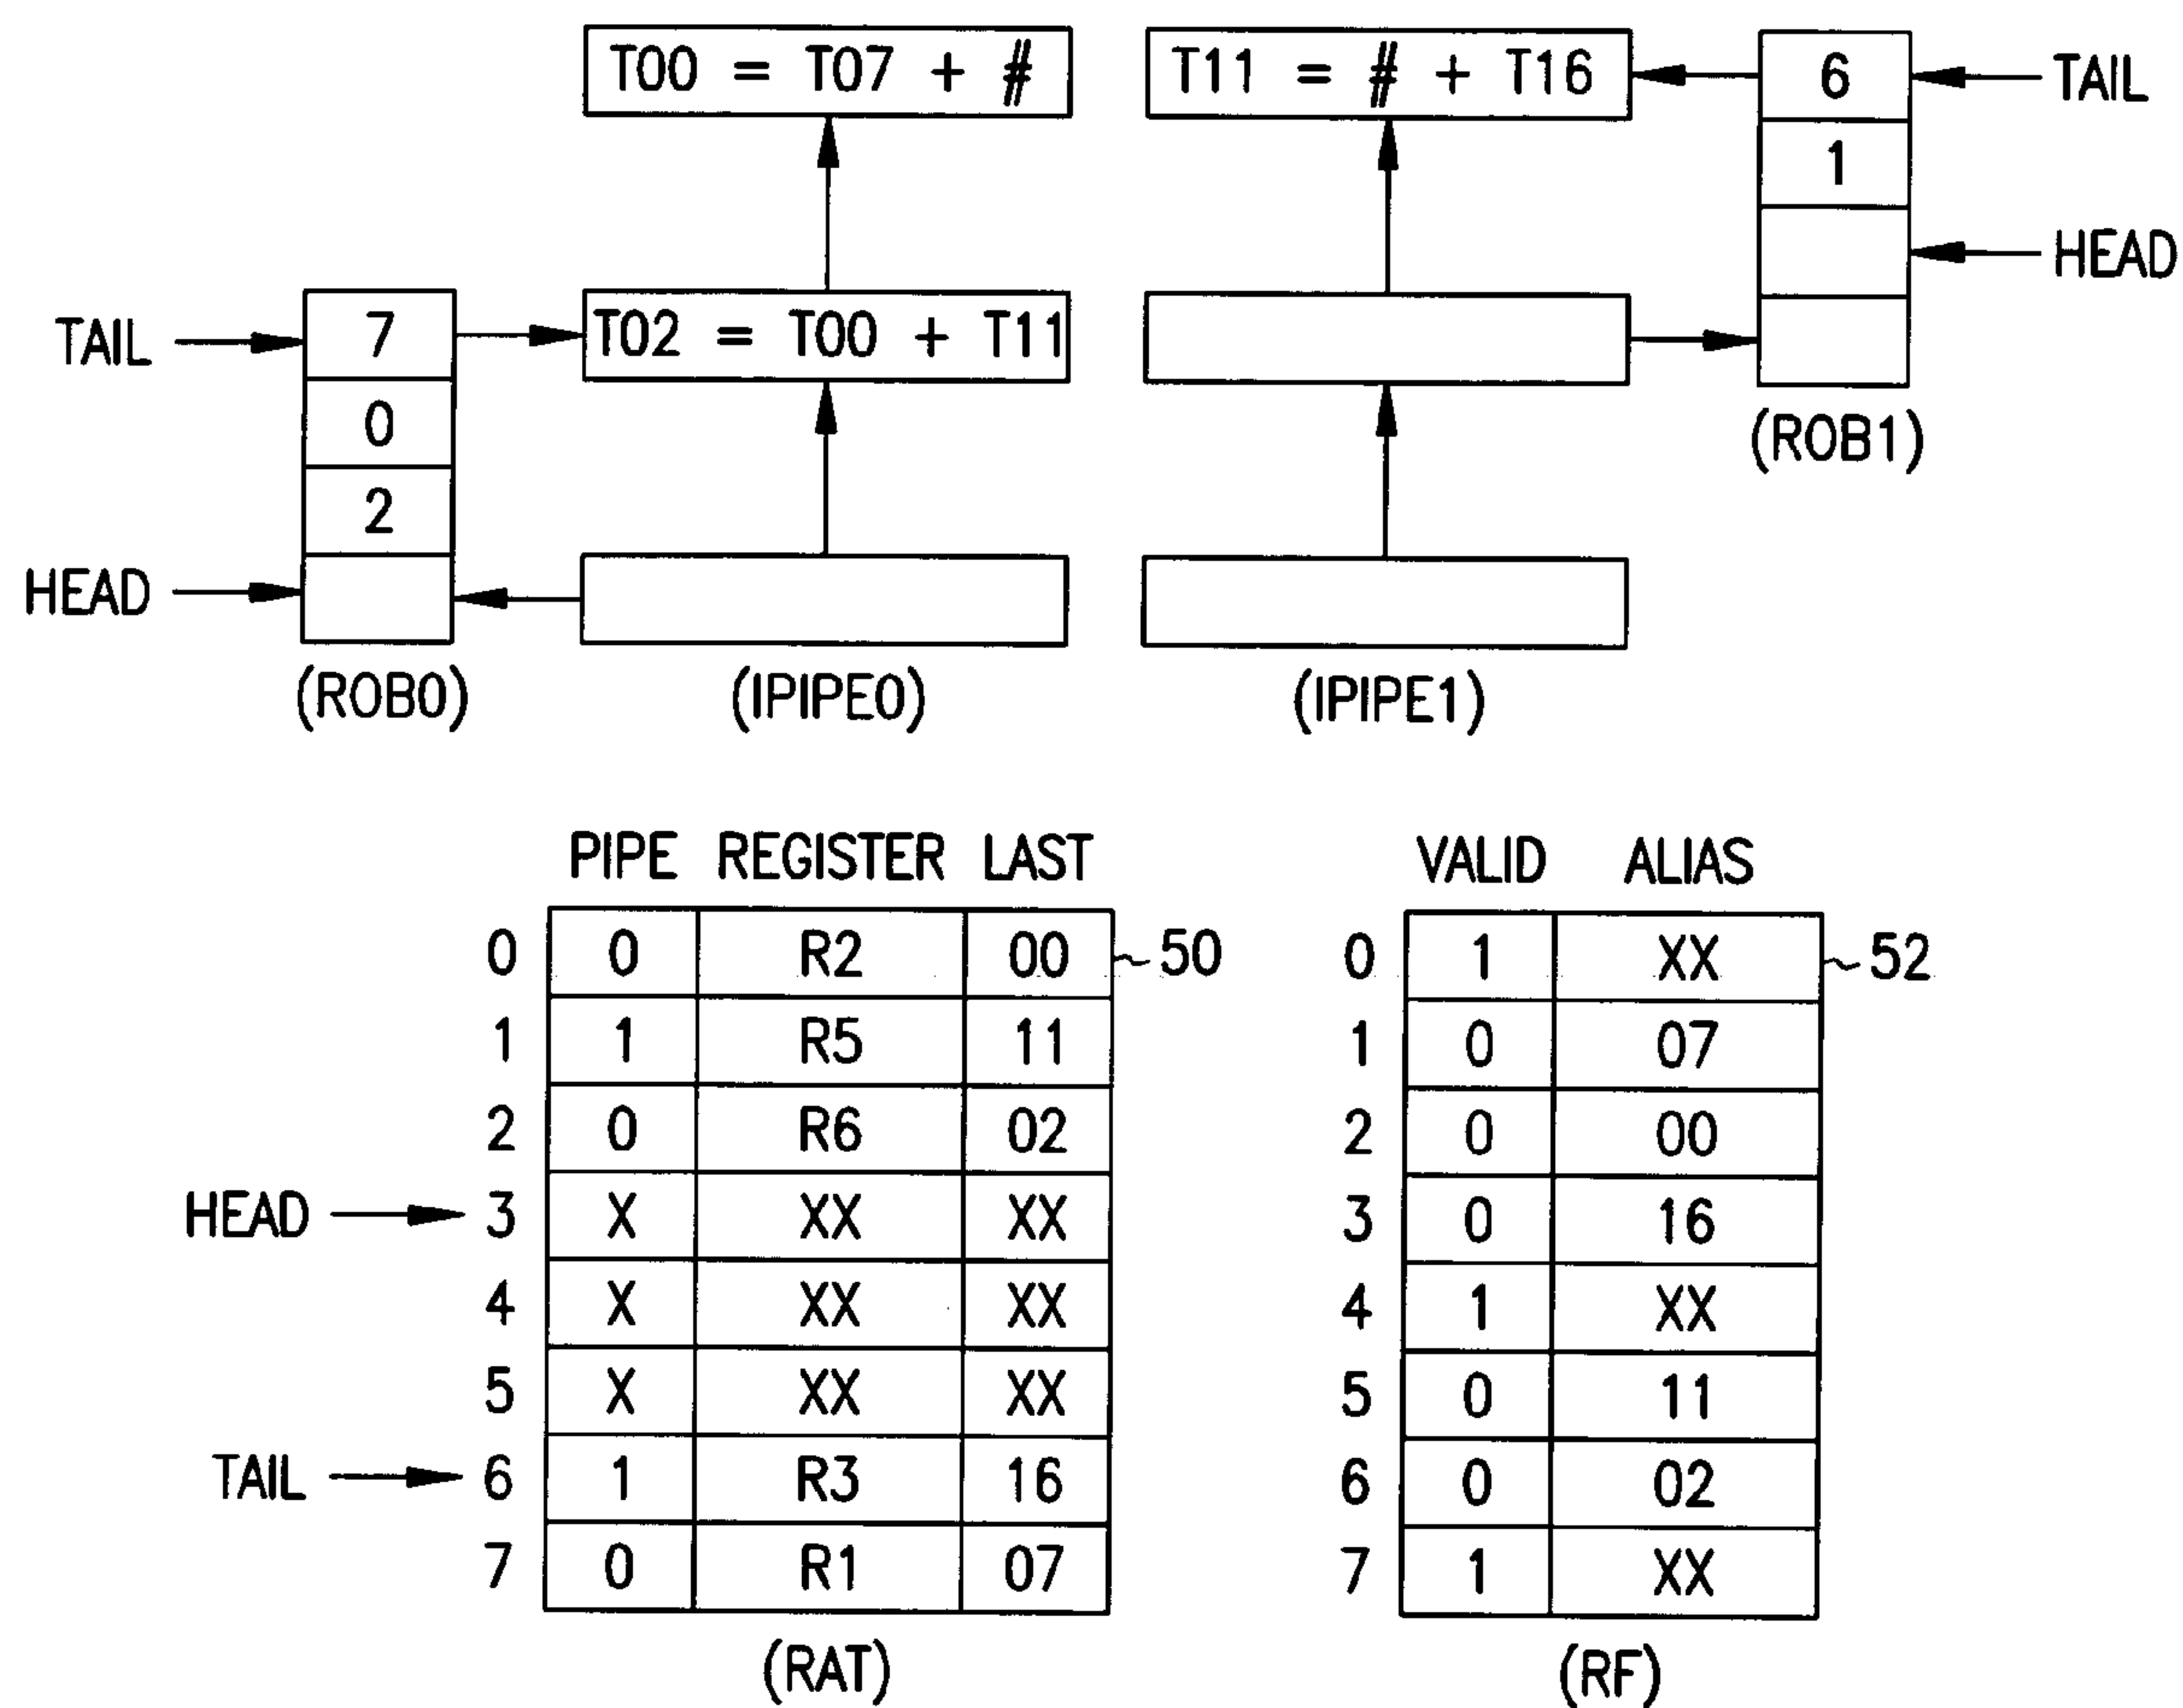 T00 = T07 + #
T11 = # + T16
6
TAIL
1
HEAD
TAIL
7
T02 = T00 + T11
0
2
HEAD
(ROB1)
(ROB0)
(IPIPE0)
(IPIPE1)
PIPE REGISTER LAST
0 0 R2 00 50
1 1 R5 11
2 0 R6 02
HEAD 3 X XX XX
4 X XX XX
5 X XX XX
TAIL 6 1 R3 16
7 0 R1 07
(RAT)
VALID ALIAS
0 1 XX 52
1 0 07
2 0 00
3 0 16
4 1 XX
5 0 11
6 0 02
7 1 XX
(RF)